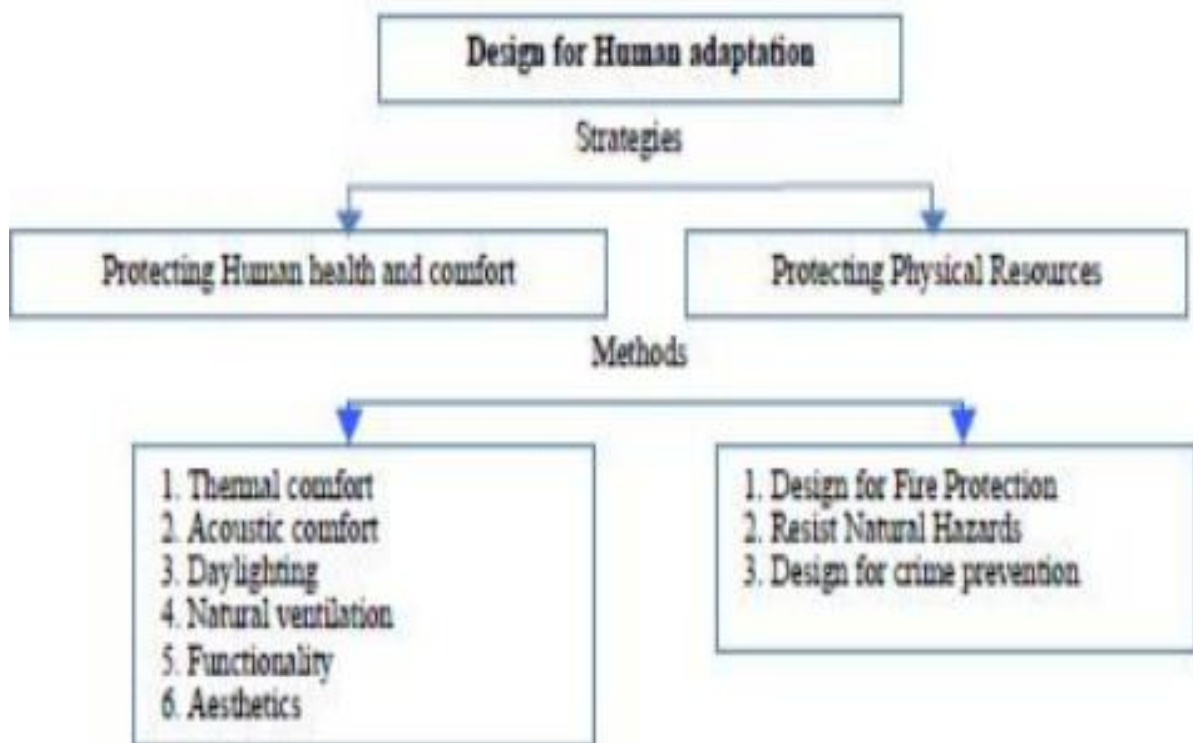 Design for Human adaptation
Strategies
Protecting Human health and comfort
Protecting Physical Resources
Methods
1. Thermal comfort
2. Acoustic comfort
3. Daylighting
4. Natural ventilation
5. Functionality
6. Aesthetics
1. Design for Fire Protection
2. Resist Natural Hazards
3. Design for crime prevention